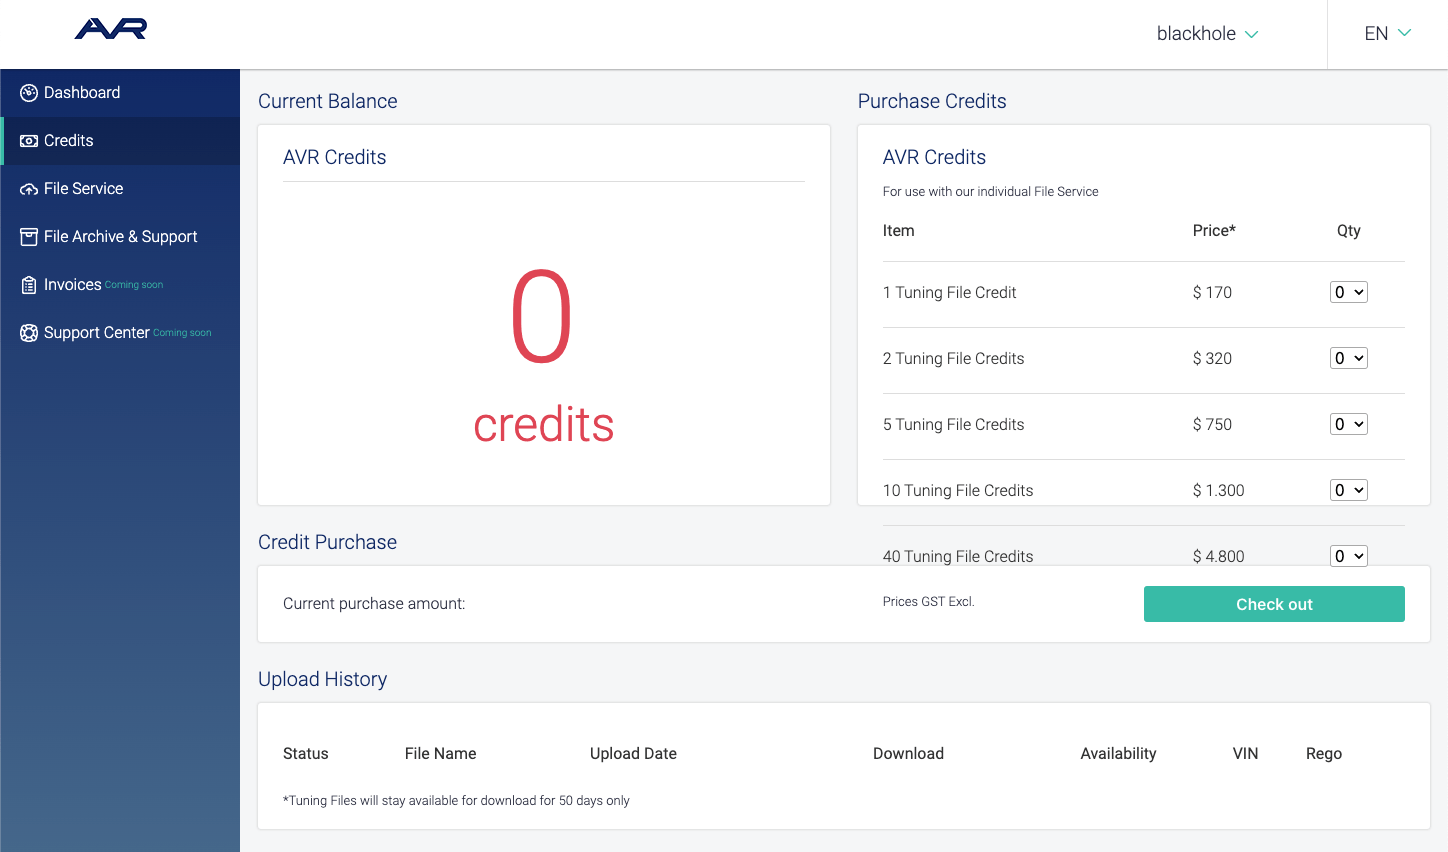 AVR
blackhole
EN
Dashboard
Credits
File Service
File Archive & Support
Invoices Coming soon
Support Center Coming soon
Current Balance
AVR Credits
0
credits
Purchase Credits
AVR Credits
For use with our individual File Service
Item Price* Qty
1 Tuning File Credit $ 170 0
2 Tuning File Credits $ 320 0
5 Tuning File Credits $ 750 0
10 Tuning File Credits $ 1.300 0
40 Tuning File Credits $ 4.800 0
Credit Purchase
Current purchase amount:
Prices GST Excl.
Check out
Upload History
Status File Name Upload Date Download Availability VIN Rego
*Tuning Files will stay available for download for 50 days only